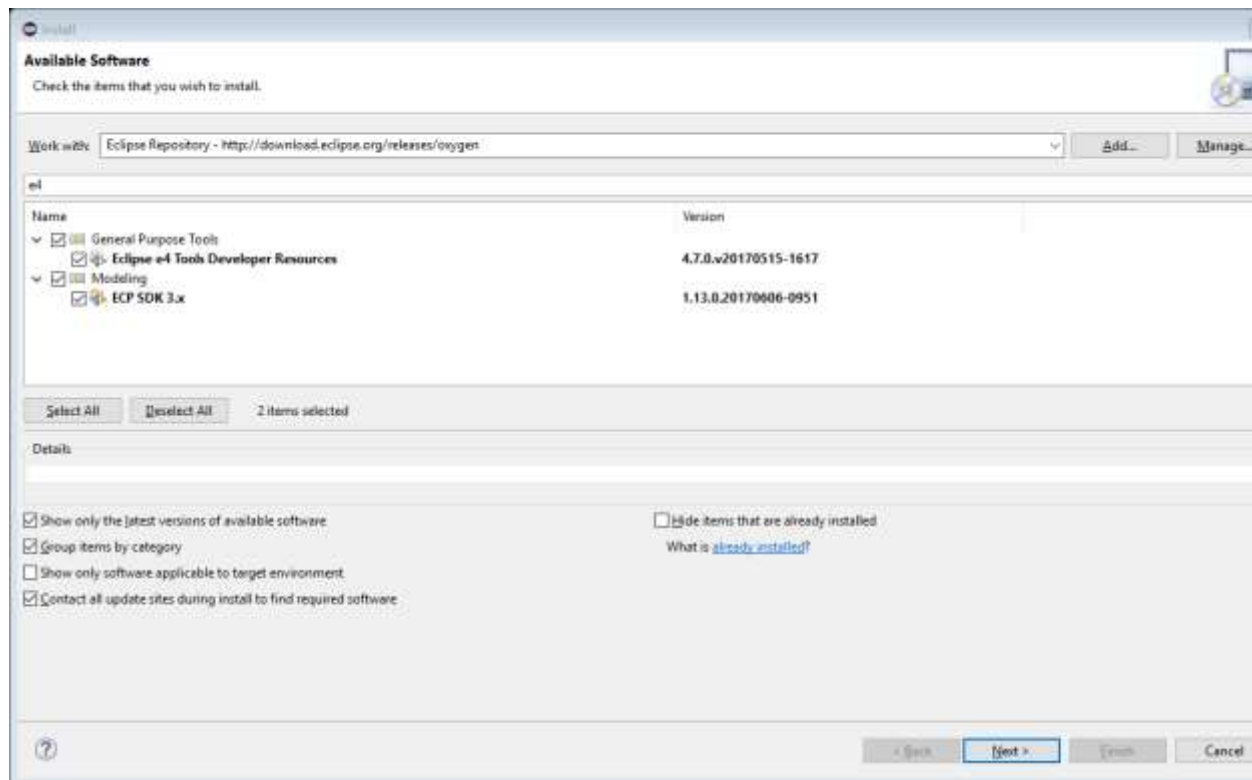 Install
Available Software
Check the items that you wish to install.
Work with: Eclipse Repository - http://download.eclipse.org/releases/oxygen Add... Manage...
e4
Name Version
General Purpose Tools
Eclipse e4 Tools Developer Resources 4.7.0.v20170515-1617
Modeling
ECP SDK 3.x 1.13.0.20170606-0951
Select All Deselect All 2 items selected
Details
Show only the latest versions of available software Hide items that are already installed
Group items by category What is already installed?
Show only software applicable to target environment
Contact all update sites during install to find required software
< Back Next > Finish Cancel